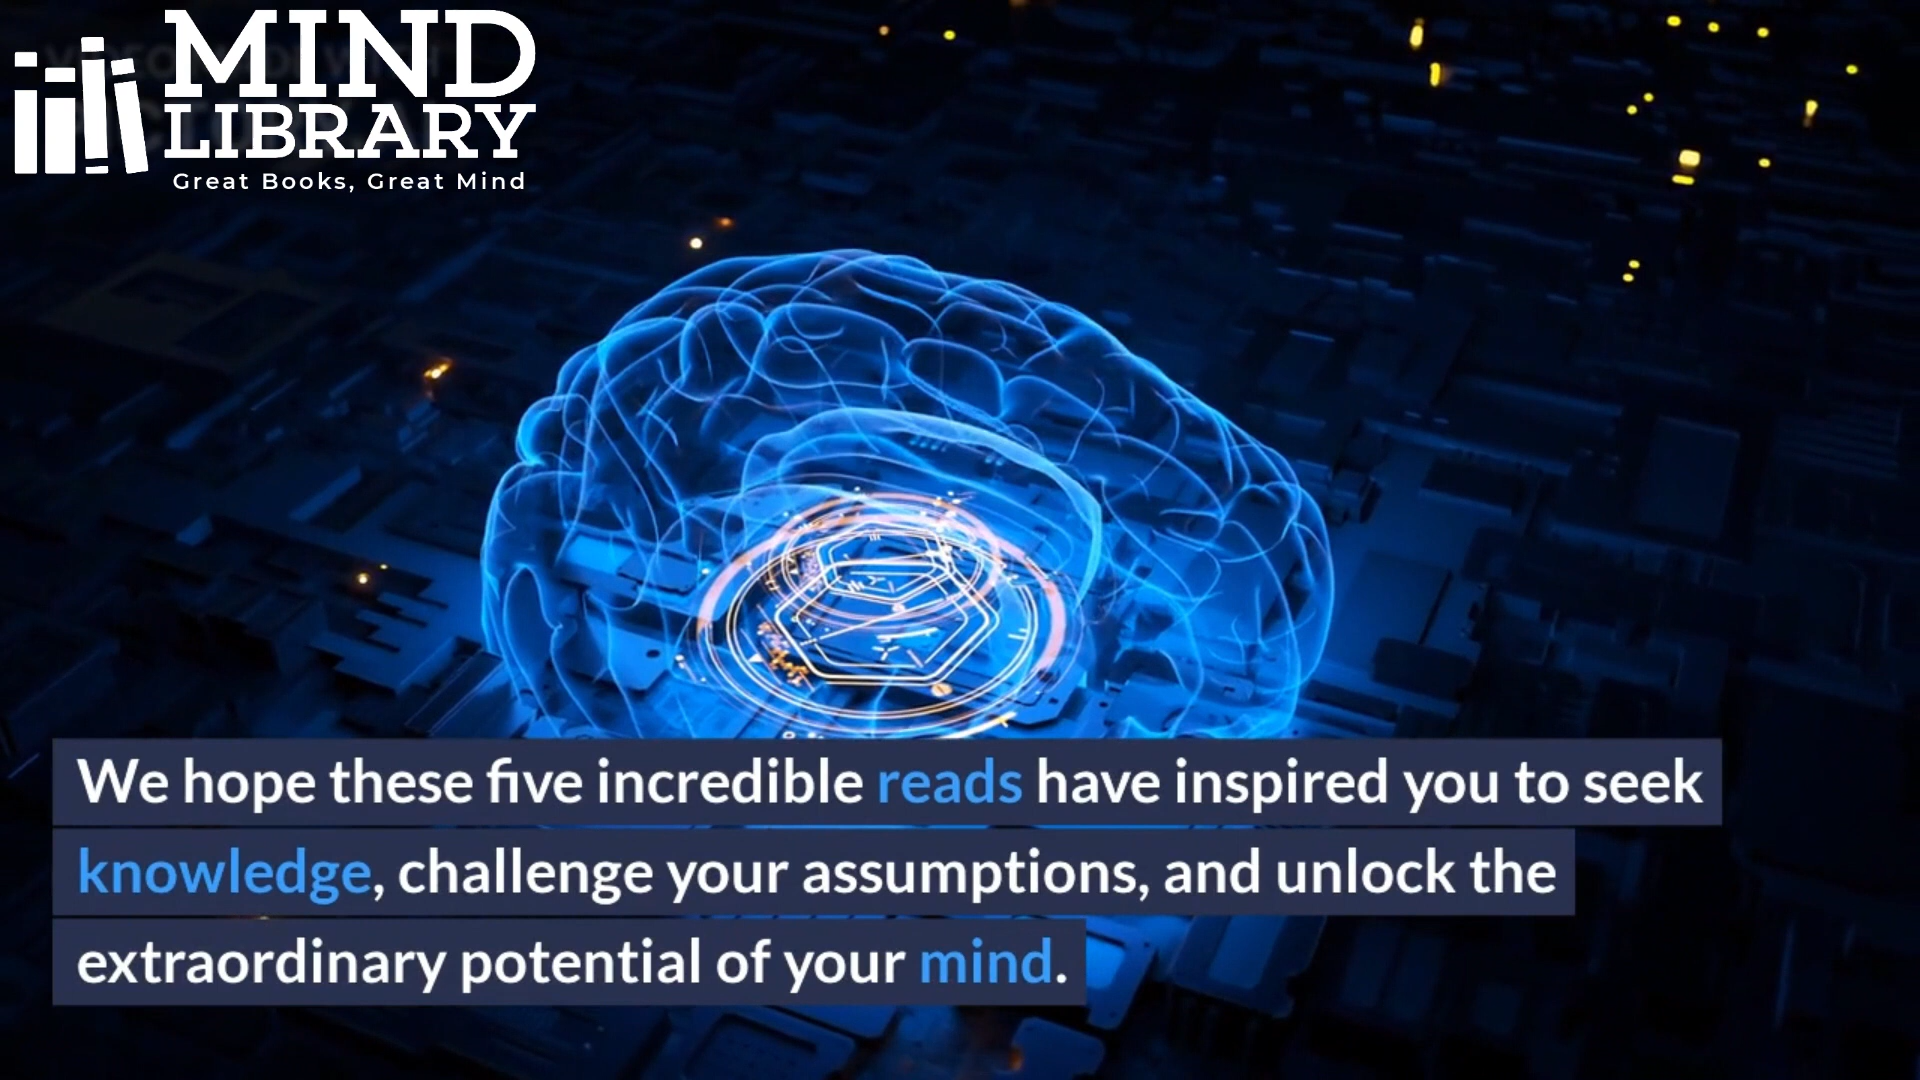 MIND
LIBRARY
Great Books, Great Mind
We hope these five incredible reads have inspired you to seek
knowledge, challenge your assumptions, and unlock the
extraordinary potential of your mind.